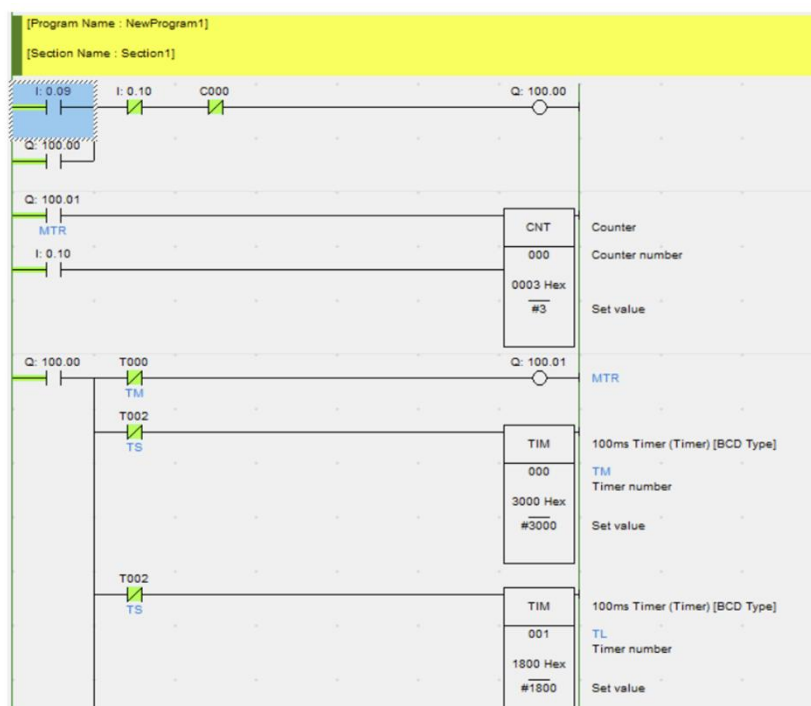 [Program Name : NewProgram1]
[Section Name : Section1]
I: 0.09 I: 0.10 C000 Q: 100.00
Q: 100.00
Q: 100.01
MTR
CNT Counter
I: 0.10
000 Counter number
0003 Hex
#3 Set value
Q: 100.00 T000 Q: 100.01
MTR
TM
T002
TS
TIM 100ms Timer (Timer) [BCD Type]
000 TM
Timer number
3000 Hex
#3000 Set value
T002
TS
TIM 100ms Timer (Timer) [BCD Type]
001 TL
Timer number
1800 Hex
#1800 Set value